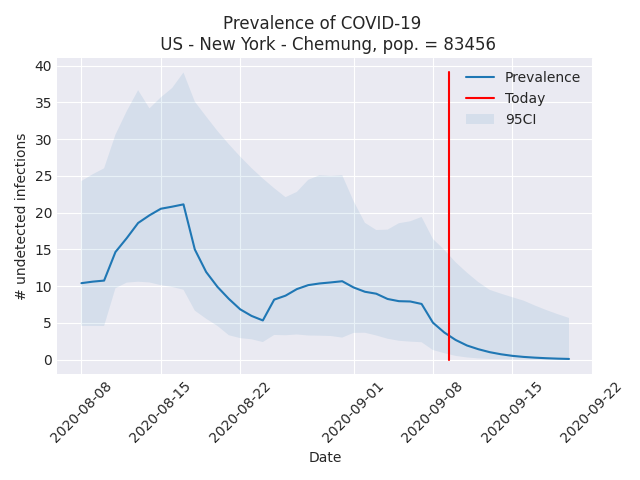 Prevalence of COVID-19
US - New York - Chemung, pop. = 83456
40
35
30
25
20
15
10
5
0
# undetected infections
Prevalence
Today
95CI
2020-08-08
2020-08-15
2020-08-22
2020-09-01
2020-09-08
2020-09-15
2020-09-22
Date